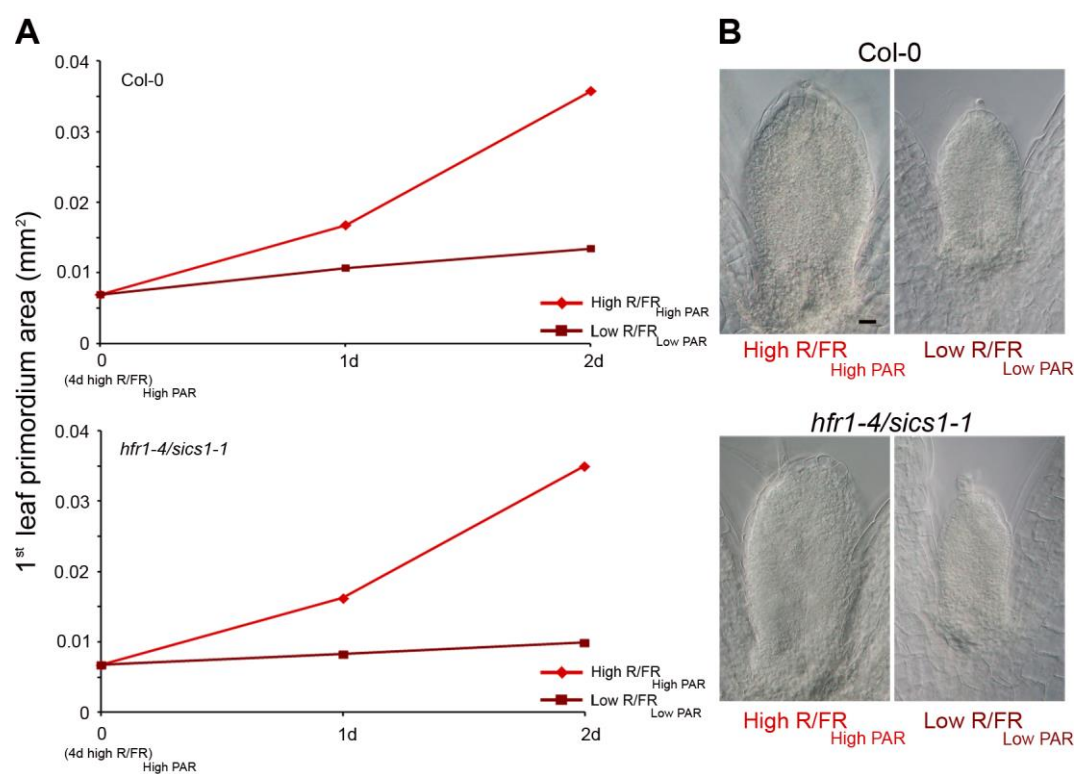 A
1st leaf primordium area (mm2)
0.04
Col-0
0.03
0.02
0.01
0
High R/FR High PAR
Low R/FR Low PAR
0
1d
2d
(4d high R/FR) High PAR
0.04
hfr1-4/sics1-1
0.03
0.02
0.01
0
High R/FR High PAR
Low R/FR Low PAR
0
1d
2d
(4d high R/FR) High PAR
B
Col-0
High R/FR High PAR
Low R/FR Low PAR
hfr1-4/sics1-1
High R/FR High PAR
Low R/FR Low PAR